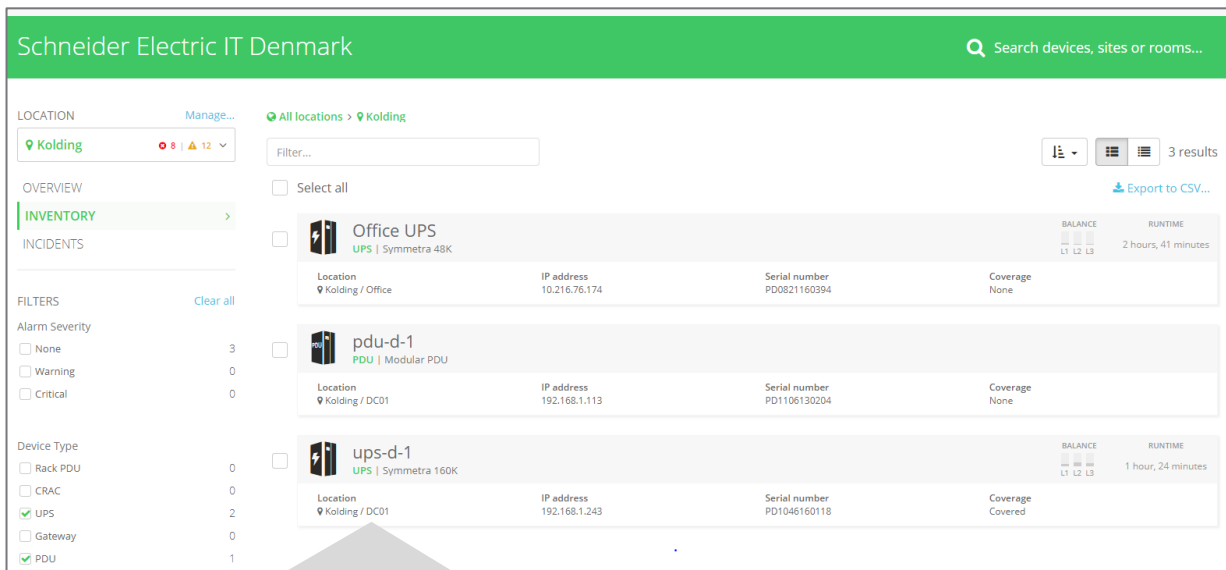 Schneider Electric IT Denmark
Search devices, sites or rooms...
LOCATION
Manage...
Kolding
8 | 12
OVERVIEW
INVENTORY
INCIDENTS
FILTERS
Clear all
Alarm Severity
None 3
Warning 0
Critical 0
Device Type
Rack PDU 0
CRAC 0
UPS 2
Gateway 0
PDU 1
All locations > Kolding
Filter...
3 results
Select all
Export to CSV...
Office UPS
UPS | Symmetra 48K
BALANCE
L1 L2 L3
RUNTIME
2 hours, 41 minutes
Location
Kolding / Office
IP address
10.216.76.174
Serial number
PD0821160394
Coverage
None
PDU
pdu-d-1
PDU | Modular PDU
Location
Kolding / DC01
IP address
192.168.1.113
Serial number
PD1106130204
Coverage
None
ups-d-1
UPS | Symmetra 160K
BALANCE
L1 L2 L3
RUNTIME
1 hour, 24 minutes
Location
Kolding / DC01
IP address
192.168.1.243
Serial number
PD1046160118
Coverage
Covered